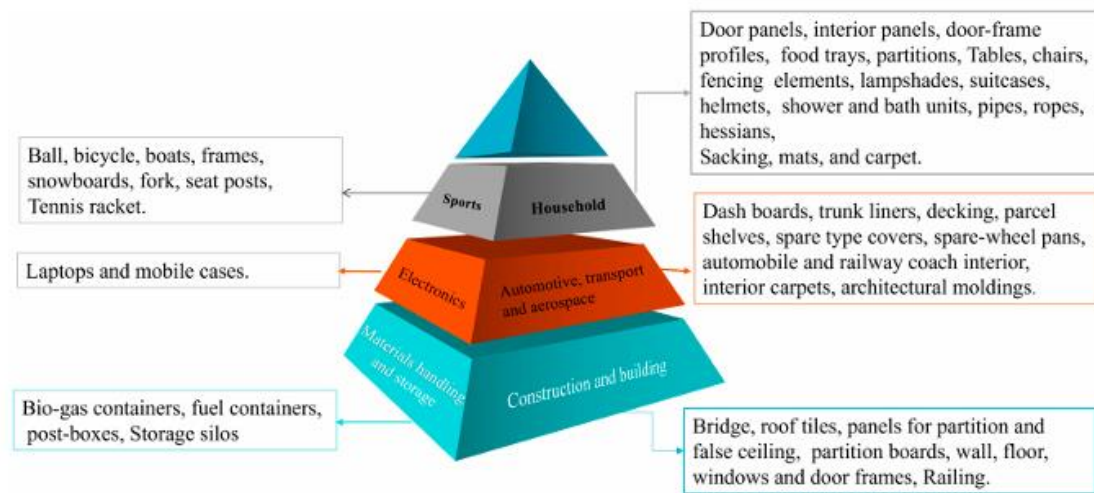 Door panels, interior panels, door-frame
profiles, food trays, partitions, Tables, chairs,
fencing elements, lampshades, suitcases,
helmets, shower and bath units, pipes, ropes,
hessians,
Sacking, mats, and carpet.
Ball, bicycle, boats, frames,
snowboards, fork, seat posts,
Tennis racket.
Sports
Household
Dash boards, trunk liners, decking, parcel
shelves, spare type covers, spare-wheel pans,
automobile and railway coach interior,
interior carpets, architectural moldings.
Laptops and mobile cases.
Electronics
Automotive, transport
and aerospace
Materials handling
and storage
Construction and building
Bio-gas containers, fuel containers,
post-boxes, Storage silos
Bridge, roof tiles, panels for partition and
false ceiling, partition boards, wall, floor,
windows and door frames, Railing.